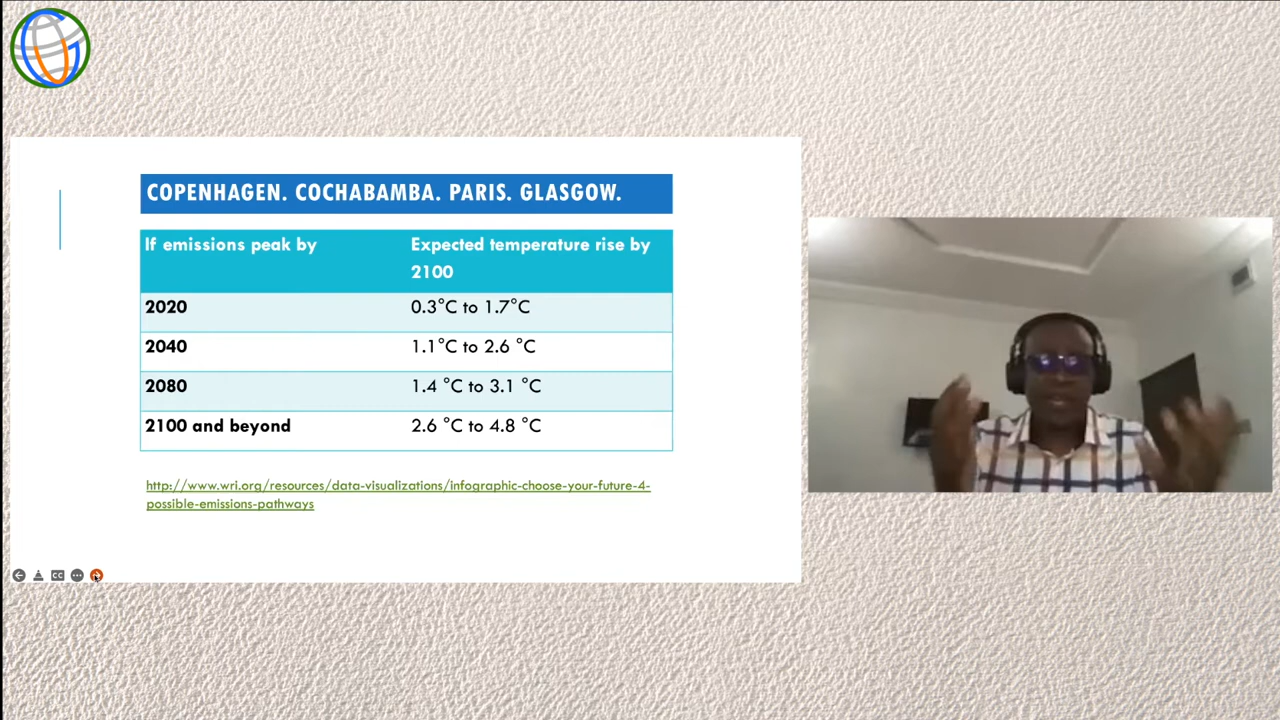 COPENHAGEN. COCHABAMBA. PARIS. GLASGOW.
If emissions peak by
Expected temperature rise by
2100
2020
0.3°C to 1.7°C
2040
1.1°C to 2.6 °C
2080
1.4 °C to 3.1 °C
2100 and beyond
2.6 °C to 4.8 °C
http://www.wri.org/resources/data-visualizations/infographic-choose-your-future-4-
possible-emissions-pathways
CC